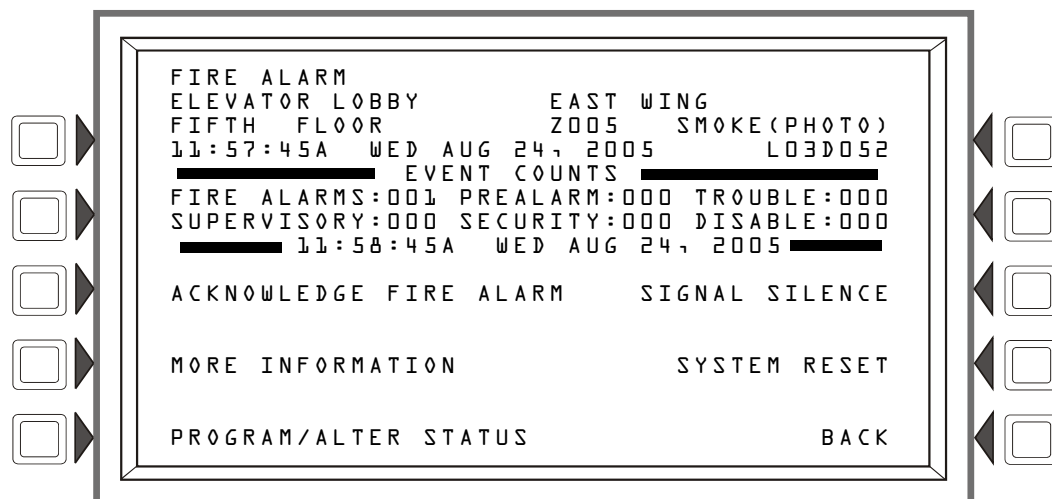 FIRE ALARM
ELEVATOR LOBBY EAST WING
FIFTH FLOOR Z005 SMOKE(PHOTO)
11:57:45A WED AUG 24, 2005 L03D052
EVENT COUNTS
FIRE ALARMS:001 PREALARM:000 TROUBLE:000
SUPERVISORY:000 SECURITY:000 DISABLE:000
11:58:45A WED AUG 24, 2005
ACKNOWLEDGE FIRE ALARM SIGNAL SILENCE
MORE INFORMATION SYSTEM RESET
PROGRAM/ALTER STATUS BACK